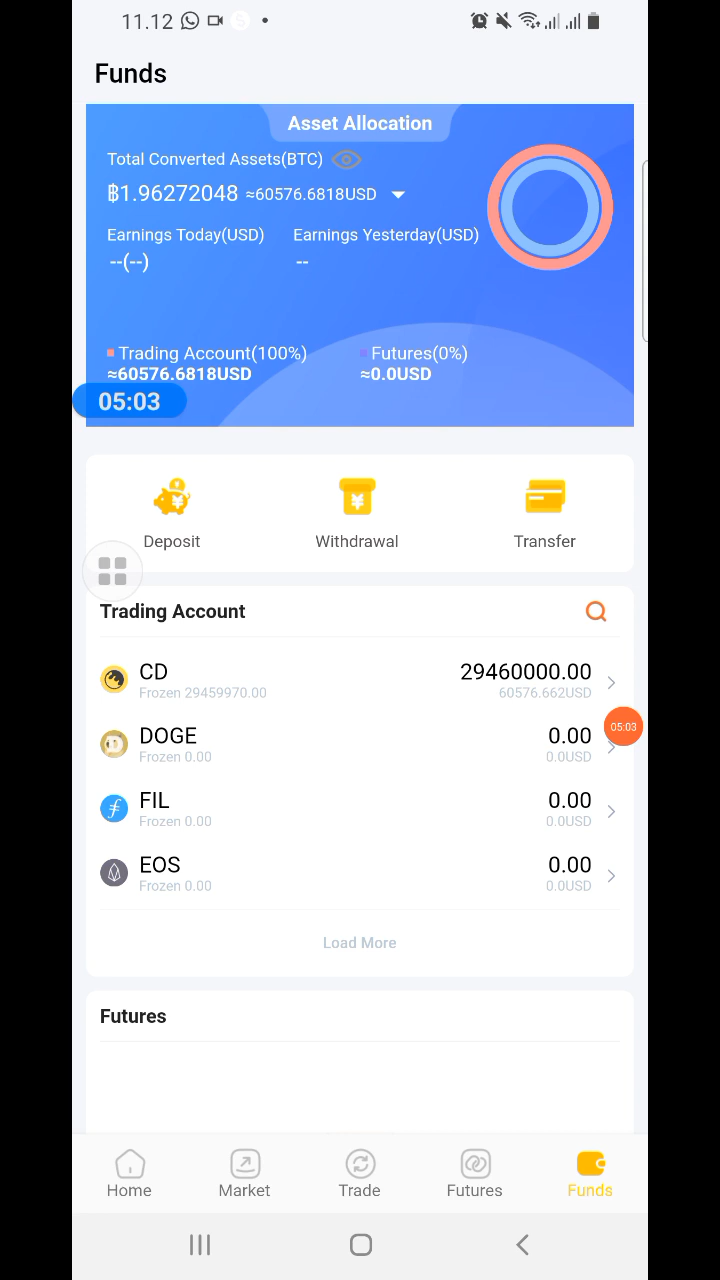 11.12
Funds
Asset Allocation
Total Converted Assets(BTC)
฿1.96272048 ≈60576.6818USD
Earnings Today(USD) Earnings Yesterday(USD)
--(--) --
Trading Account(100%) Futures(0%)
≈60576.6818USD ≈0.0USD
05:03
Deposit Withdrawal Transfer
Trading Account
CD 29460000.00
Frozen 29459970.00 60576.662USD
05:03
DOGE 0.00
Frozen 0.00 0.0USD
FIL 0.00
Frozen 0.00 0.0USD
EOS 0.00
Frozen 0.00 0.0USD
Load More
Futures
Home Market Trade Futures Funds